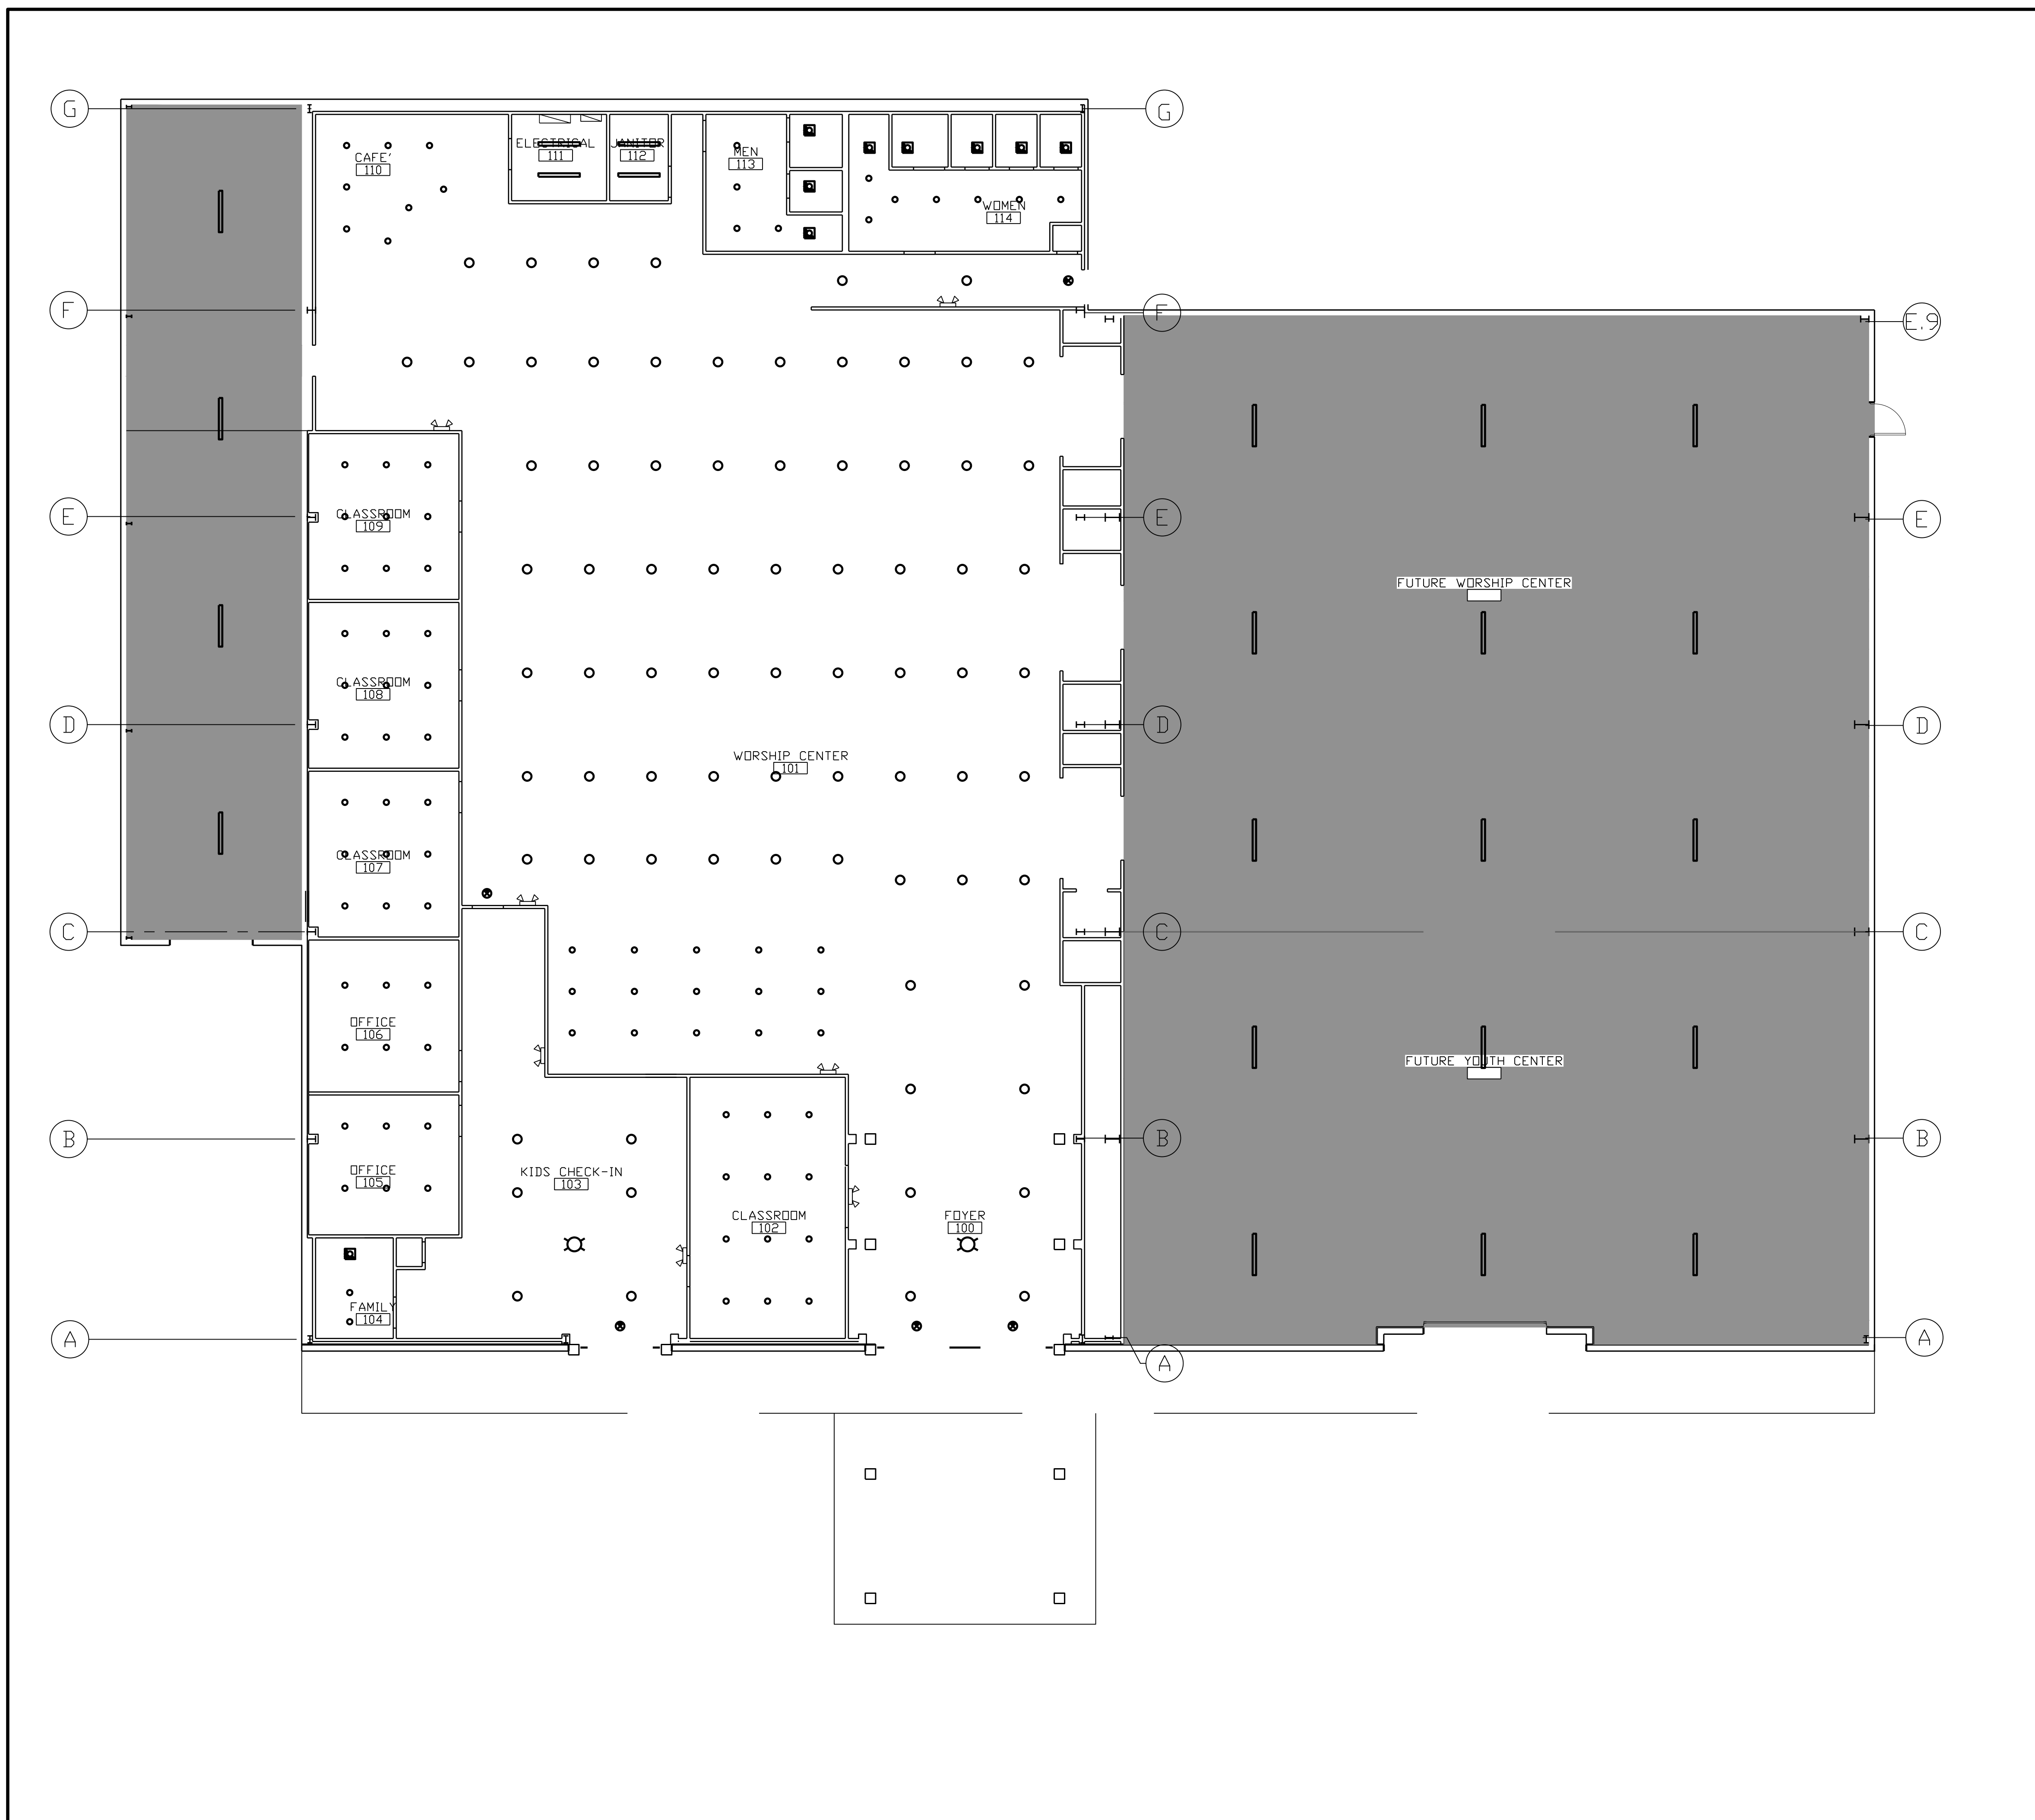 G
G
CAFE'
110
ELECTRICAL
111
JANITOR
112
MEN
113
WOMEN
114
F
F
E.9
E
CLASSROOM
109
E
E
FUTURE WORSHIP CENTER
CLASSROOM
108
D
D
D
WORSHIP CENTER
101
CLASSROOM
107
C
C
C
OFFICE
106
FUTURE YOUTH CENTER
B
B
B
OFFICE
105
KIDS CHECK-IN
103
CLASSROOM
102
FOYER
100
FAMILY
104
A
A
A